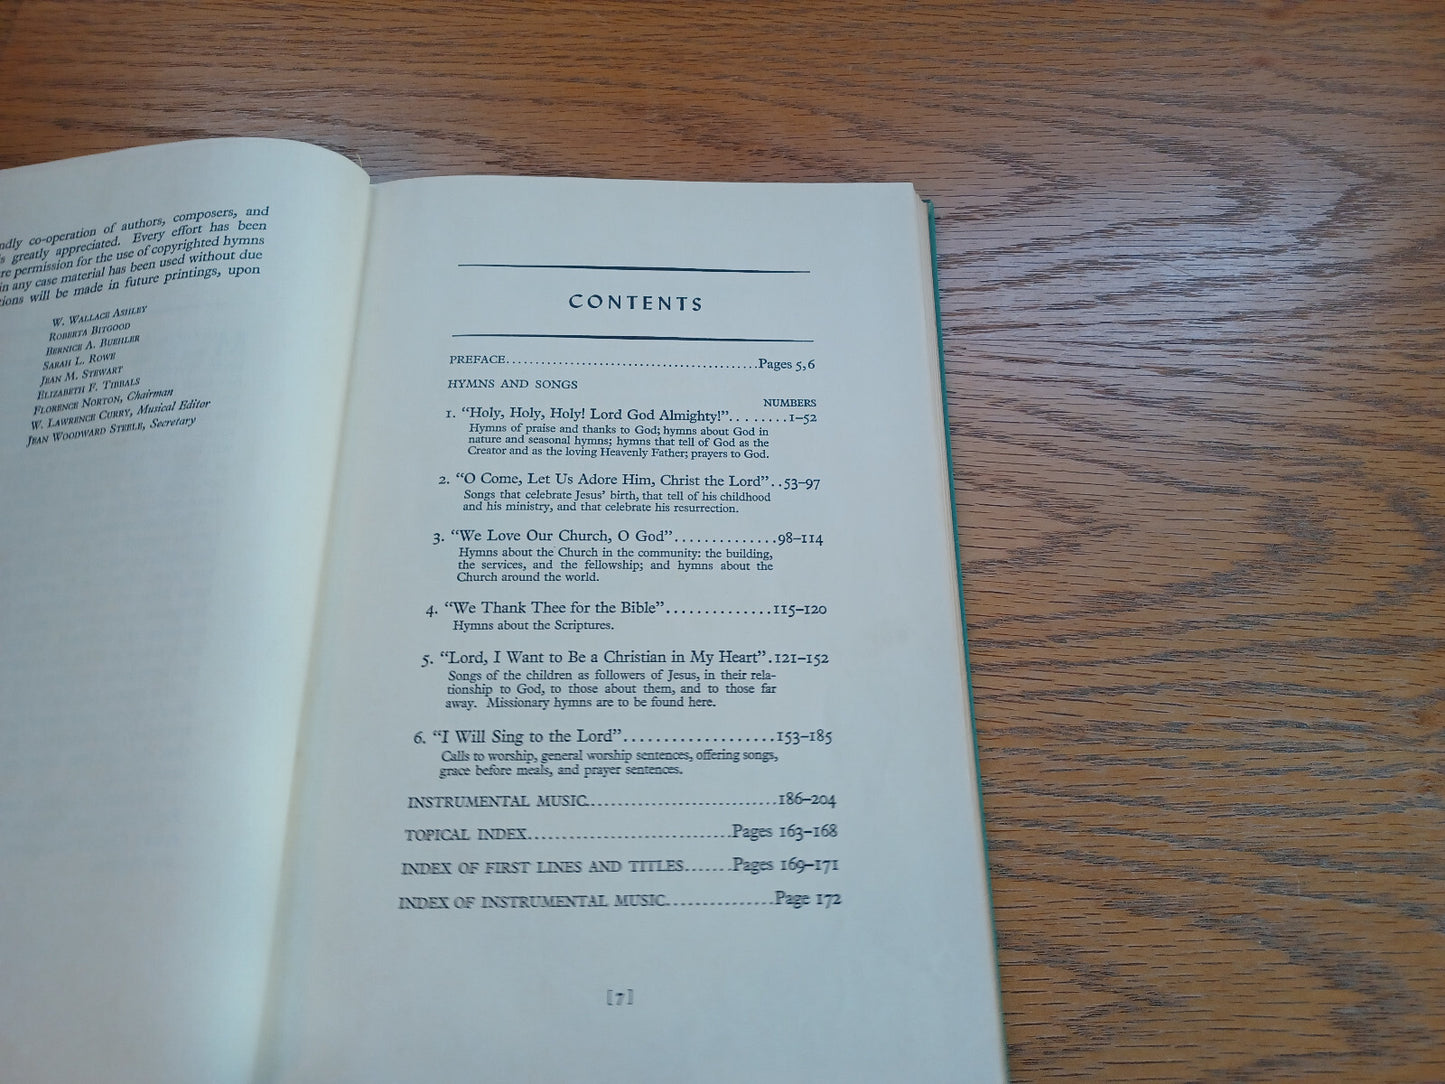 ndly co-operation of authors, composers, and
s greatly appreciated. Every effort has been
re permission for the use of copyrighted hymns
in any case material has been used without due
tions will be made in future printings, upon
W. Wallace Ashley
Roberta Bitgood
Bernice A. Buehler
Sarah L. Rowe
Jean M. Stewart
Elizabeth F. Tibbals
Florence Norton, Chairman
W. Lawrence Curry, Musical Editor
Jean Woodward Steele, Secretary
CONTENTS
PREFACE............................................Pages 5,6
HYMNS AND SONGS
NUMBERS
1. “Holy, Holy, Holy! Lord God Almighty!”........1–52
Hymns of praise and thanks to God; hymns about God in
nature and seasonal hymns; hymns that tell of God as the
Creator and as the loving Heavenly Father; prayers to God.
2. “O Come, Let Us Adore Him, Christ the Lord”..53–97
Songs that celebrate Jesus’ birth, that tell of his childhood
and his ministry, and that celebrate his resurrection.
3. “We Love Our Church, O God”..............98–114
Hymns about the Church in the community: the building,
the services, and the fellowship; and hymns about the
Church around the world.
4. “We Thank Thee for the Bible”..............115–120
Hymns about the Scriptures.
5. “Lord, I Want to Be a Christian in My Heart”.121–152
Songs of the children as followers of Jesus, in their rela-
tionship to God, to those about them, and to those far
away. Missionary hymns are to be found here.
6. “I Will Sing to the Lord”...................153–185
Calls to worship, general worship sentences, offering songs,
grace before meals, and prayer sentences.
INSTRUMENTAL MUSIC............................186–204
TOPICAL INDEX..............................Pages 163–168
INDEX OF FIRST LINES AND TITLES.......Pages 169–171
INDEX OF INSTRUMENTAL MUSIC................Page 172
[7]